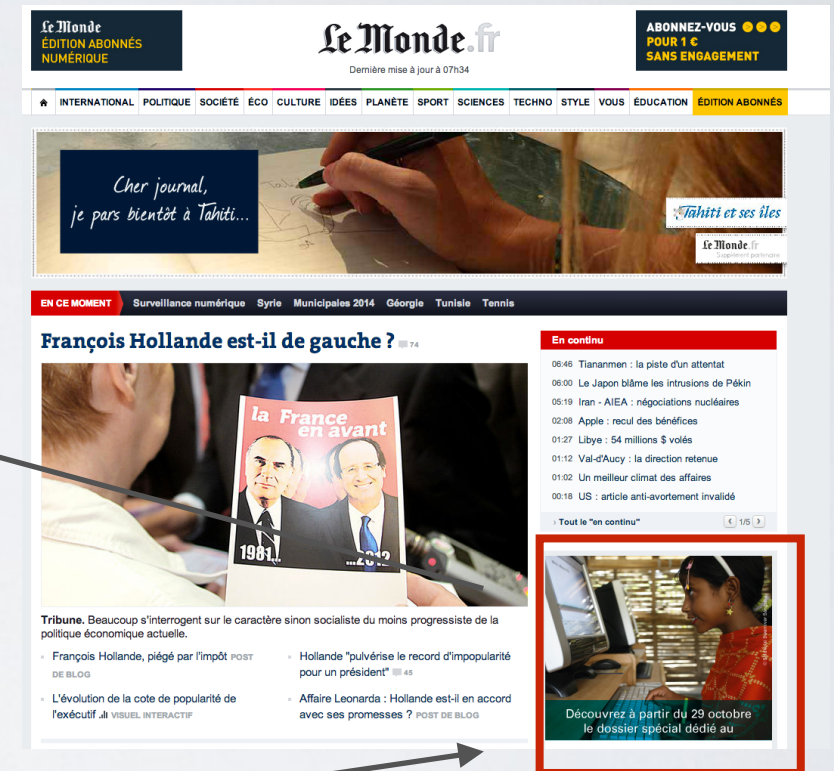 Le Monde
ÉDITION ABONNÉS
NUMÉRIQUE
Le Monde.fr
Dernière mise à jour à 07h34
ABONNEZ-VOUS
POUR 1 €
SANS ENGAGEMENT
INTERNATIONAL POLITIQUE SOCIÉTÉ ÉCO CULTURE IDÉES PLANÈTE SPORT SCIENCES TECHNO STYLE VOUS ÉDUCATION ÉDITION ABONNÉS
Cher journal,
je pars bientôt à Tahiti...
Tahiti et ses îles
Le Monde.fr
Supplément partenaire
EN CE MOMENT Surveillance numérique Syrie Municipales 2014 Géorgie Tunisie Tennis
François Hollande est-il de gauche ? 74
la France
en avant
1981...
...2012
Tribune. Beaucoup s'interrogent sur le caractère sinon socialiste du moins progressiste de la
politique économique actuelle.
François Hollande, piégé par l'impôt POST
DE BLOG
L'évolution de la cote de popularité de
l'exécutif VISUEL INTERACTIF
Hollande "pulvérise le record d'impopularité
pour un président" 45
Affaire Leonarda : Hollande est-il en accord
avec ses promesses ? POST DE BLOG
En continu
06:46 Tiananmen : la piste d'un attentat
06:00 Le Japon blâme les intrusions de Pékin
05:19 Iran - AIEA : négociations nucléaires
02:08 Apple : recul des bénéfices
01:27 Libye : 54 millions $ volés
01:12 Val-d'Aucy : la direction retenue
01:02 Un meilleur climat des affaires
00:18 US : article anti-avortement invalidé
› Tout le "en continu" 1/5
Découvrez à partir du 29 octobre
le dossier spécial dédié au